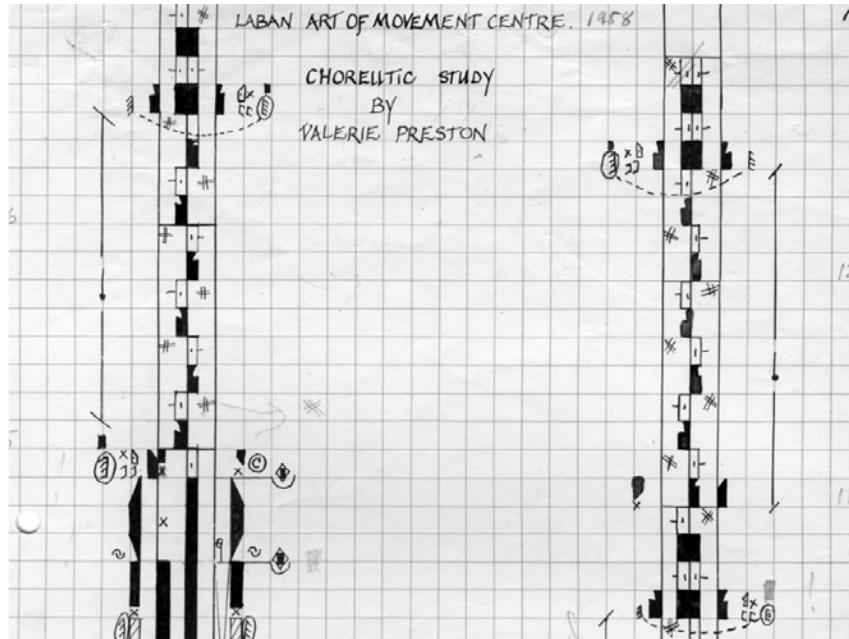 LABAN ART OF MOVEMENT CENTRE. 1958
CHOREUTIC STUDY
BY
VALERIE PRESTON